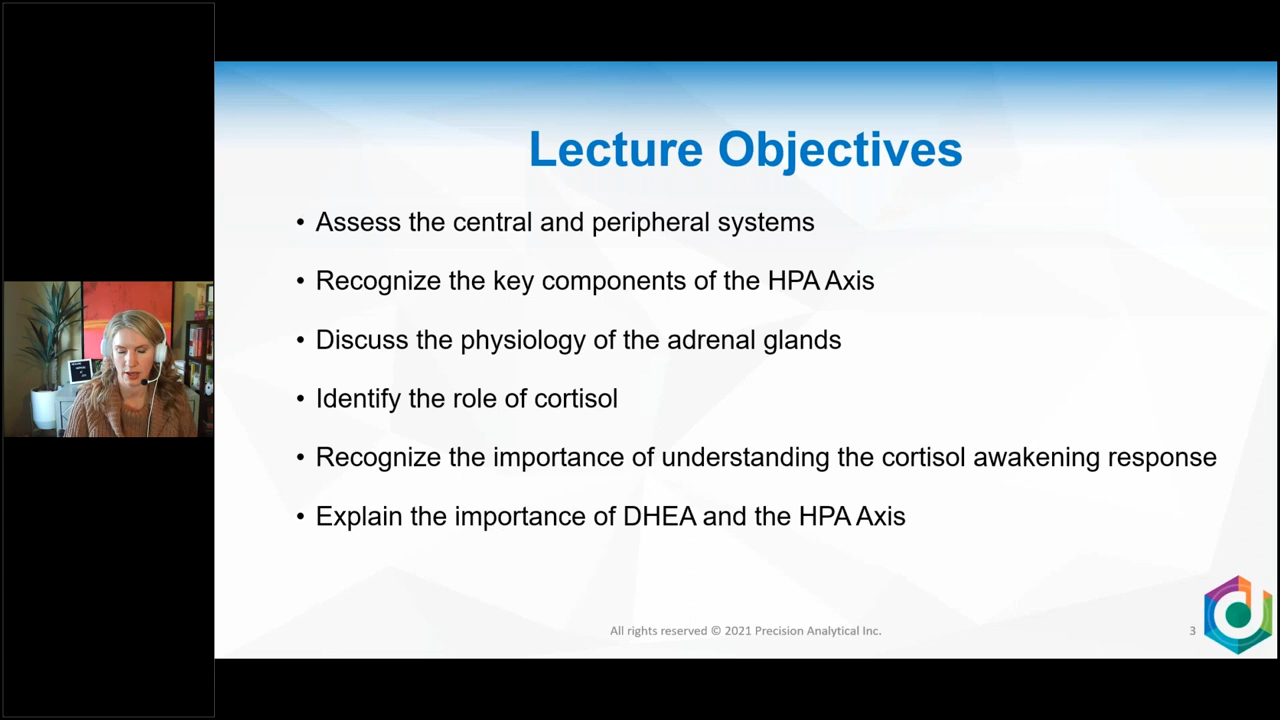 Lecture Objectives
• Assess the central and peripheral systems
• Recognize the key components of the HPA Axis
• Discuss the physiology of the adrenal glands
• Identify the role of cortisol
• Recognize the importance of understanding the cortisol awakening response
• Explain the importance of DHEA and the HPA Axis
All rights reserved © 2021 Precision Analytical Inc.
3